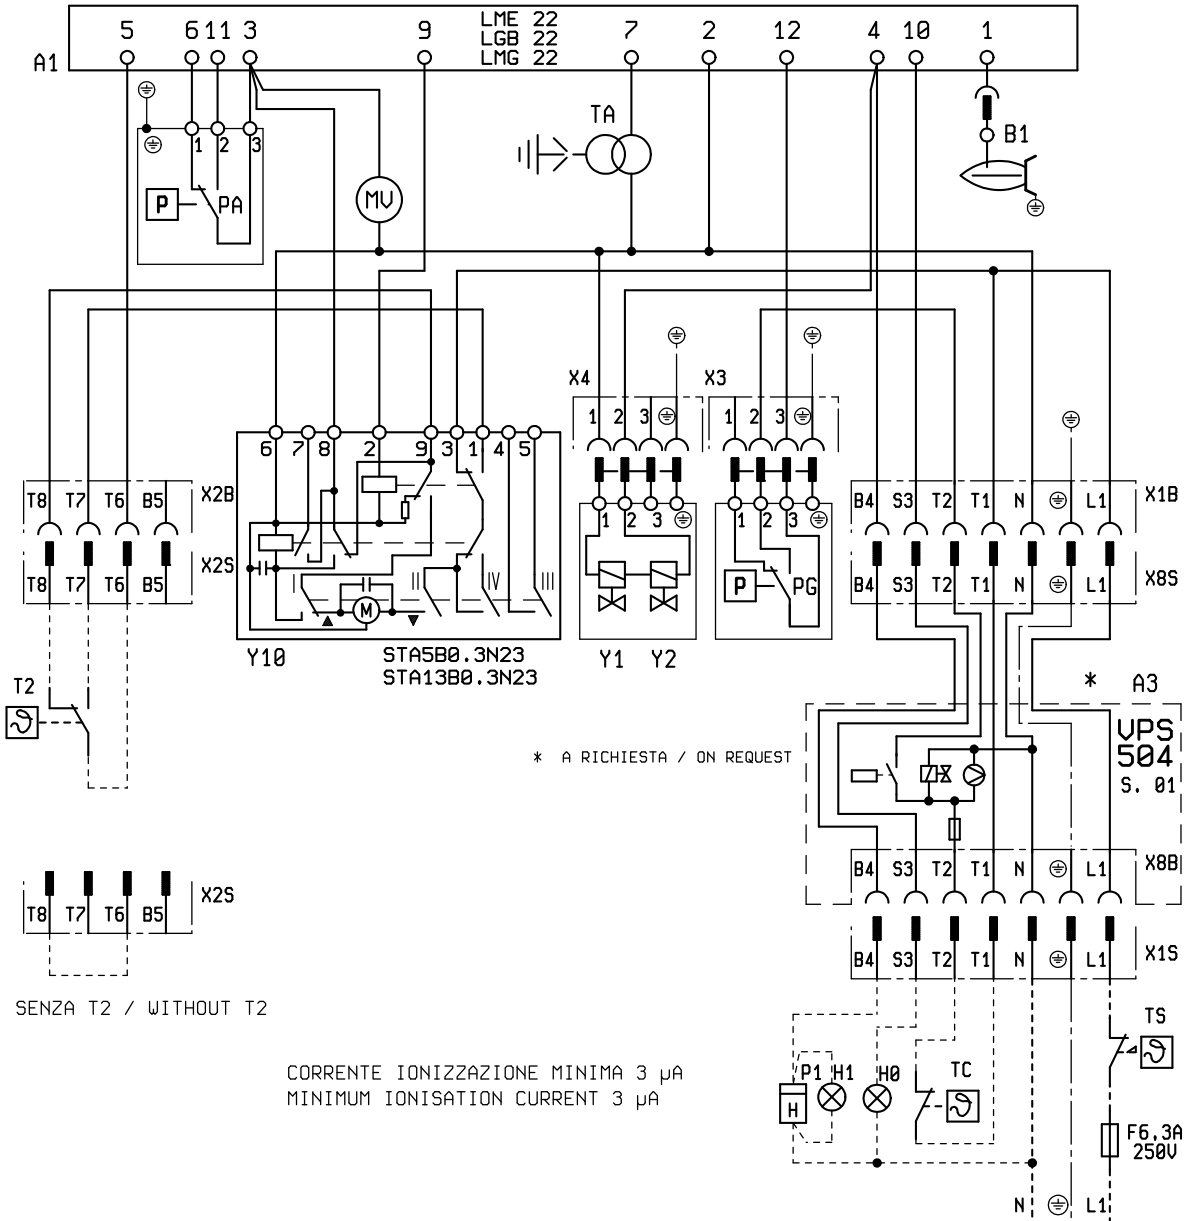 LME 22
5 6 11 3 9 LGB 22 7 2 12 4 10 1
LMG 22
A1
TA
B1
1 2 3
P PA
MV
X4 X3
1 2 3 1 2 3
6 7 8 2 9 3 1 4 5
T8 T7 T6 B5 X2B
B4 S3 T2 T1 N L1 X1B
1 2 3 1 2 3
T8 T7 T6 B5 X2S
I II IV III
M
P PG
B4 S3 T2 T1 N L1 X8S
Y10
STA5B0.3N23
STA13B0.3N23
Y1 Y2
T2
ϑ
* A3
VPS
504
S. 01
* A RICHIESTA / ON REQUEST
B4 S3 T2 T1 N L1 X8B
T8 T7 T6 B5 X2S
B4 S3 T2 T1 N L1 X1S
SENZA T2 / WITHOUT T2
TS
ϑ
CORRENTE IONIZZAZIONE MINIMA 3 µA
MINIMUM IONISATION CURRENT 3 µA
P1 H1 H0 TC
H
ϑ
F6,3A
250V
N L1